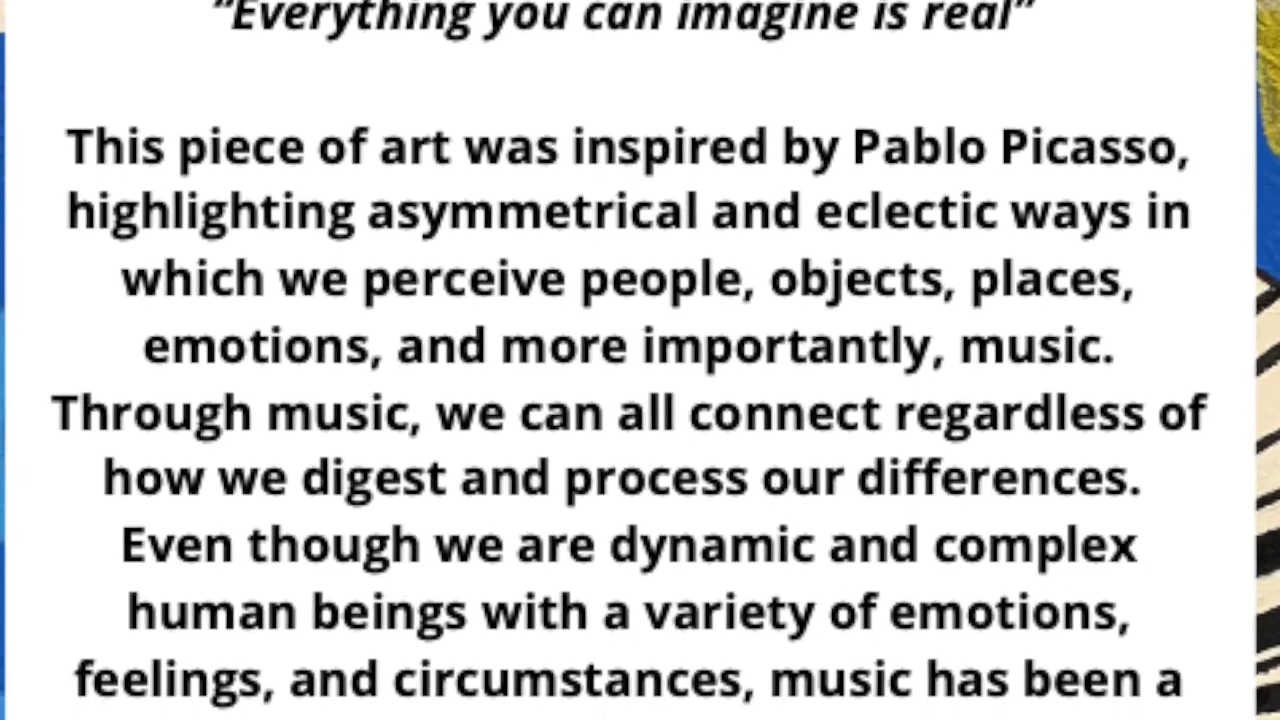 “Everything you can imagine is real”
This piece of art was inspired by Pablo Picasso,
highlighting asymmetrical and eclectic ways in
which we perceive people, objects, places,
emotions, and more importantly, music.
Through music, we can all connect regardless of
how we digest and process our differences.
Even though we are dynamic and complex
human beings with a variety of emotions,
feelings, and circumstances, music has been a